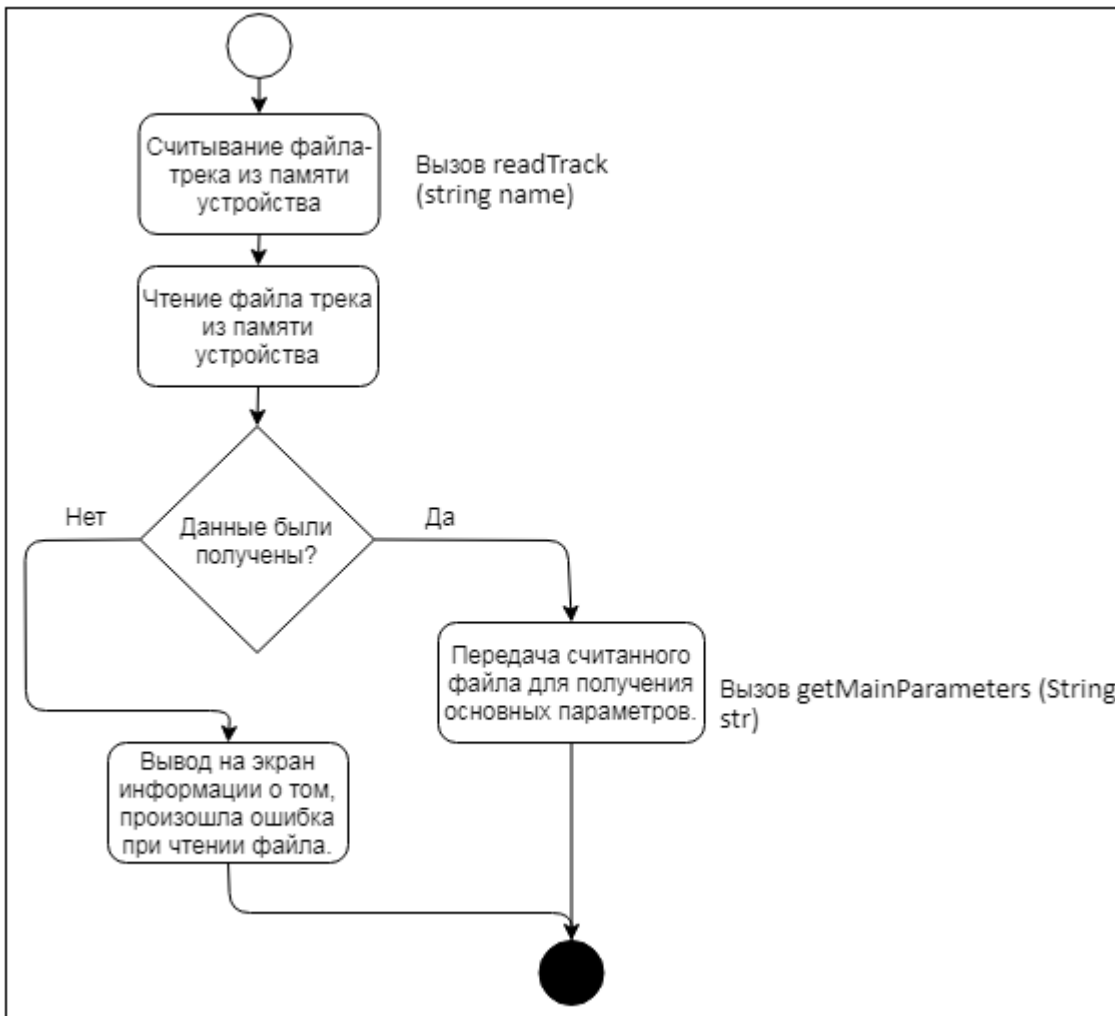 Считывание файла-
трека из памяти
устройства
Вызов readTrack
(string name)
Чтение файла трека
из памяти
устройства
Данные были
получены?
Нет
Да
Передача считанного
файла для получения
основных параметров.
Вызов getMainParameters (String
str)
Вывод на экран
информации о том,
произошла ошибка
при чтении файла.